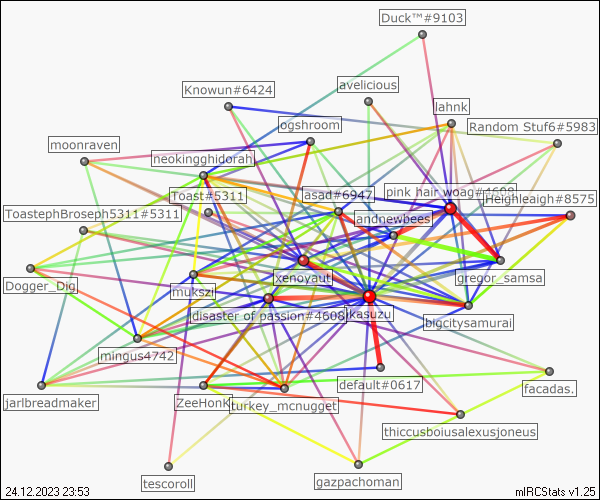 Duck™#9103
Knowun#6424
avelicious
lahnk
ogshroom
Random Stuf6#5983
moonraven
neokingghidorah
Toast#5311
asad#6947
pink hair woag#4608
Heighleaigh#8575
ToastephBroseph5311#5311
andnewbees
Dogger_Dig
mukszi
xenoyaut
gregor_samsa
disaster of passion#4608
kasuzu
bigcitysamurai
mingus4742
default#0617
facadas.
jarlbreadmaker
ZeeHonk
turkey_mcnugget
thiccusboiusalexusjoneus
tescoroll
gazpachoman
24.12.2023 23:53
mIRCStats v1.25